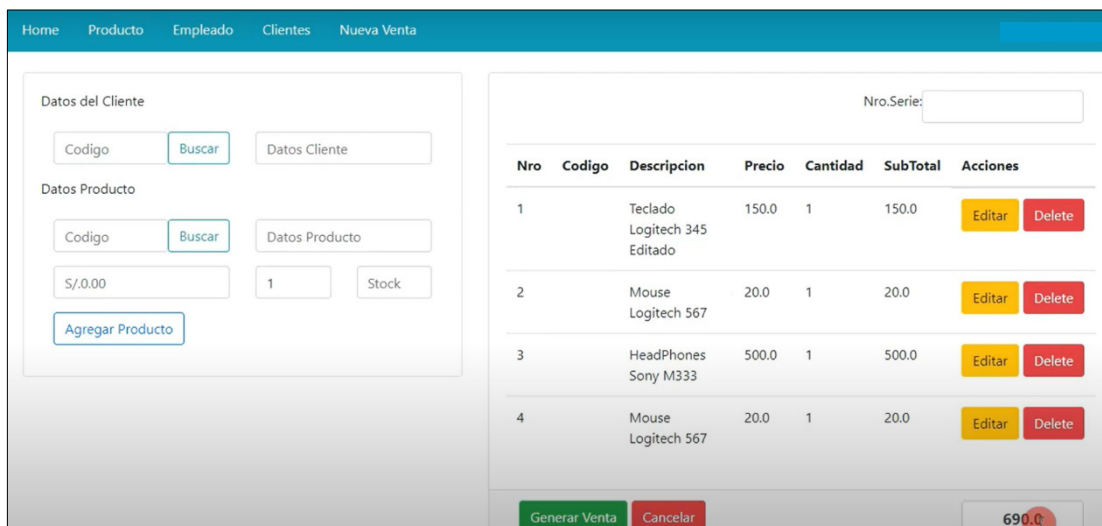 Home Producto Empleado Clientes Nueva Venta
Datos del Cliente
Codigo Buscar Datos Cliente
Datos Producto
Codigo Buscar Datos Producto
S/.0.00 1 Stock
Agregar Producto
Nro.Serie:
Nro Codigo Descripcion Precio Cantidad SubTotal Acciones
1 Teclado 150.0 1 150.0 Editar Delete
Logitech 345
Editado
2 Mouse 20.0 1 20.0 Editar Delete
Logitech 567
3 HeadPhones 500.0 1 500.0 Editar Delete
Sony M333
4 Mouse 20.0 1 20.0 Editar Delete
Logitech 567
Generar Venta Cancelar 690.0